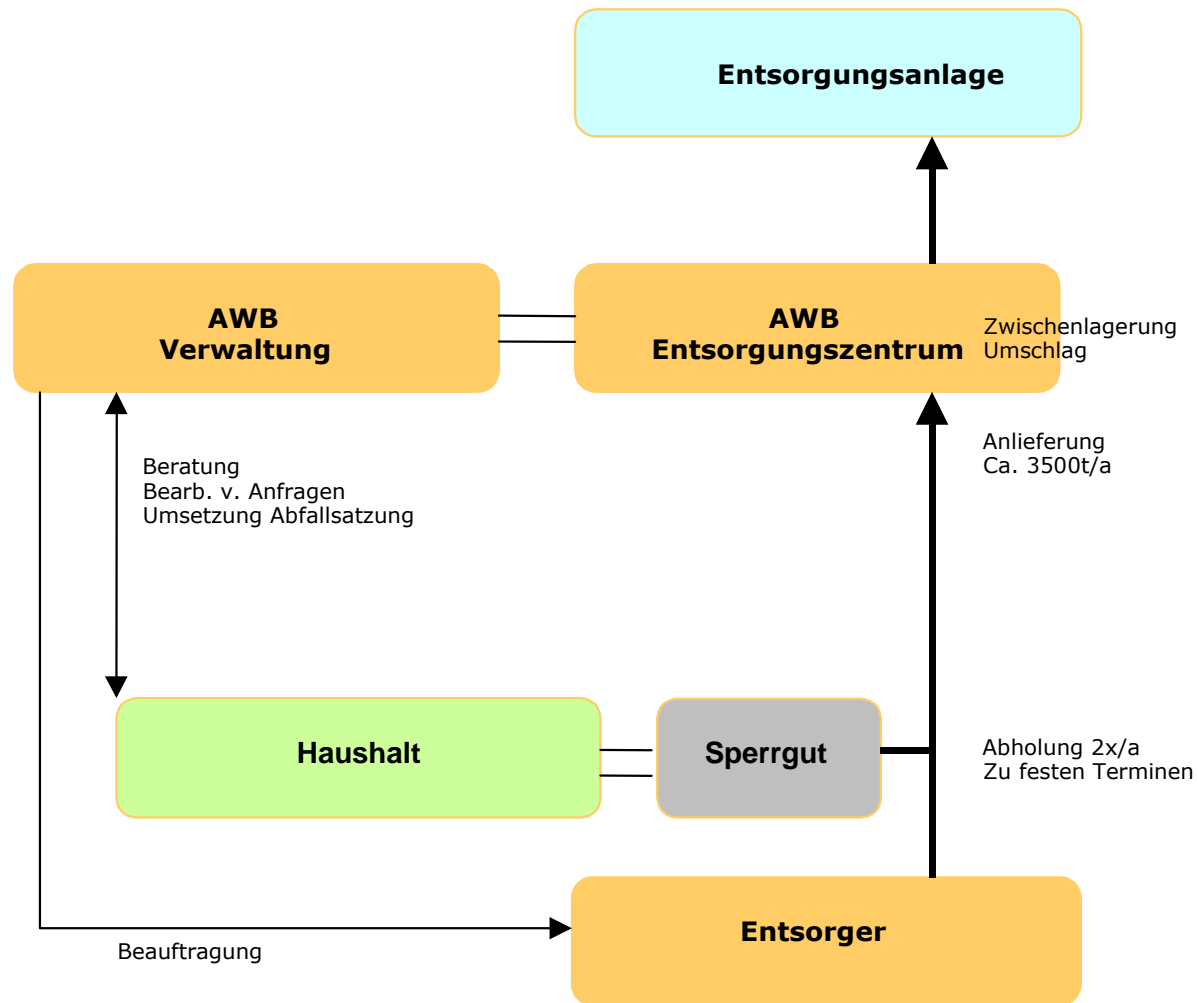 Entsorgungsanlage
AWB
Verwaltung
AWB
Entsorgungszentrum
Zwischenlagerung
Umschlag
Anlieferung
Ca. 3500t/a
Beratung
Bearb. v. Anfragen
Umsetzung Abfallsatzung
Haushalt
Sperrgut
Abholung 2x/a
Zu festen Terminen
Entsorger
Beauftragung